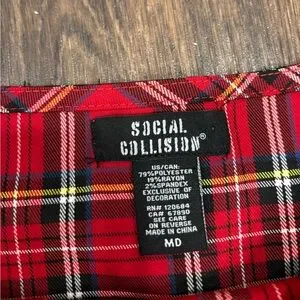 SOCIAL
COLLISION®
US/CAN:
79%POLYESTER
19%RAYON
2%SPANDEX
EXCLUSIVE OF
DECORATION
RN# 120684
CA# 67890
SEE CARE
ON REVERSE
MADE IN CHINA
MD